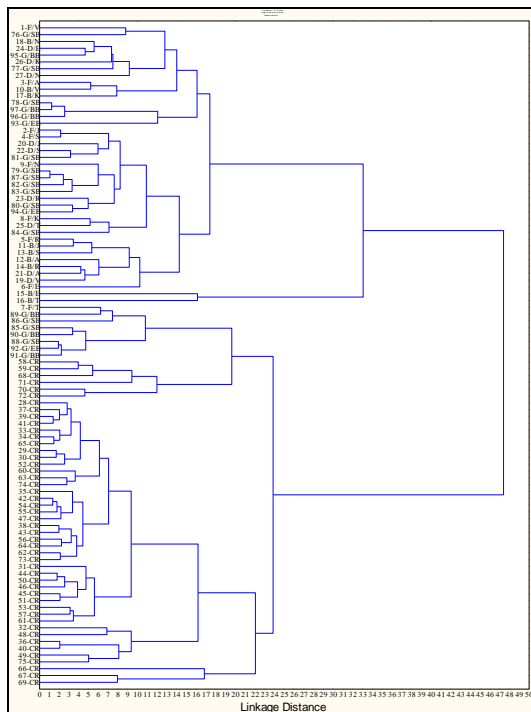 1-F/V
76-G/SB
18-B/N
24-D/E
95-G/BB
26-D/K
77-G/SB
27-D/N
3-F/A
10-B/V
17-B/K
78-G/SB
97-G/BB
96-G/BB
93-G/EB
2-F/J
4-F/S
20-D/J
22-D/S
81-G/SB
9-F/N
79-G/SB
87-G/SB
82-G/SB
83-G/SB
23-D/R
80-G/SB
94-G/EB
8-F/K
25-D/T
84-G/SB
5-F/R
11-B/J
13-B/S
12-B/A
14-B/R
21-D/A
19-D/V
6-F/E
15-B/E
16-B/T
7-F/T
89-G/BB
86-G/SB
85-G/SB
90-G/BB
88-G/SB
92-G/EB
91-G/BB
58-CR
59-CR
68-CR
71-CR
70-CR
72-CR
28-CR
37-CR
39-CR
41-CR
33-CR
34-CR
65-CR
29-CR
30-CR
52-CR
60-CR
63-CR
74-CR
35-CR
42-CR
54-CR
55-CR
47-CR
38-CR
43-CR
56-CR
64-CR
62-CR
73-CR
31-CR
44-CR
50-CR
46-CR
45-CR
51-CR
53-CR
57-CR
61-CR
32-CR
48-CR
36-CR
40-CR
49-CR
75-CR
66-CR
67-CR
69-CR
0 1 2 3 4 5 6 7 8 9 10 11 12 13 14 15 16 17 18 19 20 21 22 23 24 25 26 27 28 29 30 31 32 33 34 35 36 37 38 39 40 41 42 43 44 45 46 47 48 49 50
Linkage Distance